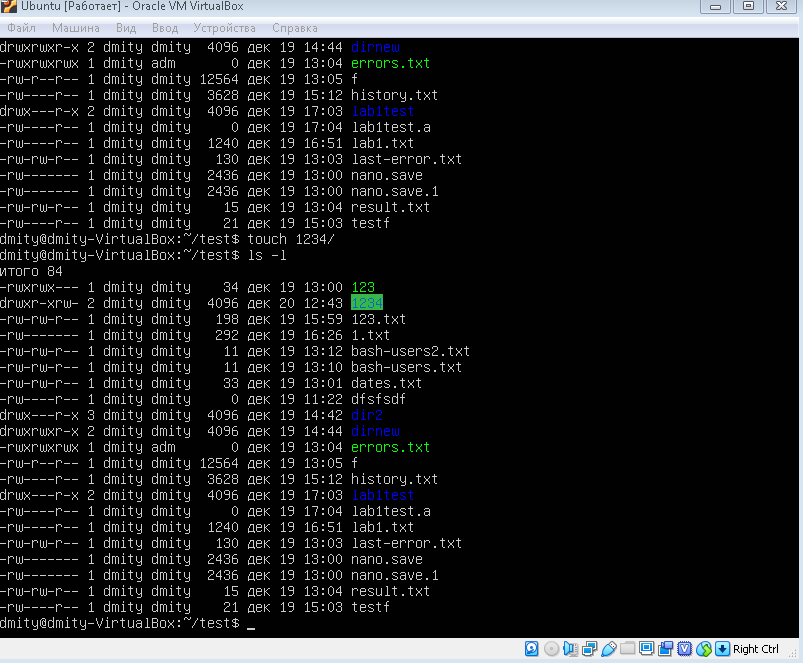 Ubuntu [Работает] - Oracle VM VirtualBox
Файл Машина Вид Ввод Устройства Справка
drwxrwxr-x 2 dmity dmity 4096 дек 19 14:44 dirnew
-rwxrwxrwx 1 dmity adm 0 дек 19 13:04 errors.txt
-rw-r--r-- 1 dmity dmity 12564 дек 19 13:05 f
-rw-rw-r-- 1 dmity dmity 3628 дек 19 15:12 history.txt
drwx---r-x 2 dmity dmity 4096 дек 19 17:03 lab1test
-rw----r-- 1 dmity dmity 0 дек 19 17:04 lab1test.a
-rw----r-- 1 dmity dmity 1240 дек 19 16:51 lab1.txt
-rw-rw-r-- 1 dmity dmity 130 дек 19 13:03 last-error.txt
-rw------- 1 dmity dmity 2436 дек 19 13:00 nano.save
-rw------- 1 dmity dmity 2436 дек 19 13:00 nano.save.1
-rw-rw-r-- 1 dmity dmity 15 дек 19 13:04 result.txt
-rw----r-- 1 dmity dmity 21 дек 19 15:03 testf
dmity@dmity-VirtualBox:~/test$ touch 1234/
dmity@dmity-VirtualBox:~/test$ ls -l
итого 84
-rwxrwx--- 1 dmity dmity 34 дек 19 13:00 123
drwxr-xrw- 2 dmity dmity 4096 дек 20 12:43 1234
-rw-rw-r-- 1 dmity dmity 198 дек 19 15:59 123.txt
-rw----r-- 1 dmity dmity 292 дек 19 16:26 1.txt
-rw-rw-r-- 1 dmity dmity 11 дек 19 13:12 bash-users2.txt
-rw-rw-r-- 1 dmity dmity 11 дек 19 13:10 bash-users.txt
-rw-rw-r-- 1 dmity dmity 33 дек 19 13:01 dates.txt
-rw----r-- 1 dmity dmity 0 дек 19 11:22 dfsfsdf
drwx---r-x 3 dmity dmity 4096 дек 19 14:42 dir2
drwxrwxr-x 2 dmity dmity 4096 дек 19 14:44 dirnew
-rwxrwxrwx 1 dmity adm 0 дек 19 13:04 errors.txt
-rw-r--r-- 1 dmity dmity 12564 дек 19 13:05 f
-rw-rw-r-- 1 dmity dmity 3628 дек 19 15:12 history.txt
drwx---r-x 2 dmity dmity 4096 дек 19 17:03 lab1test
-rw----r-- 1 dmity dmity 0 дек 19 17:04 lab1test.a
-rw----r-- 1 dmity dmity 1240 дек 19 16:51 lab1.txt
-rw-rw-r-- 1 dmity dmity 130 дек 19 13:03 last-error.txt
-rw------- 1 dmity dmity 2436 дек 19 13:00 nano.save
-rw------- 1 dmity dmity 2436 дек 19 13:00 nano.save.1
-rw-rw-r-- 1 dmity dmity 15 дек 19 13:04 result.txt
-rw----r-- 1 dmity dmity 21 дек 19 15:03 testf
dmity@dmity-VirtualBox:~/test$ _
Right Ctrl